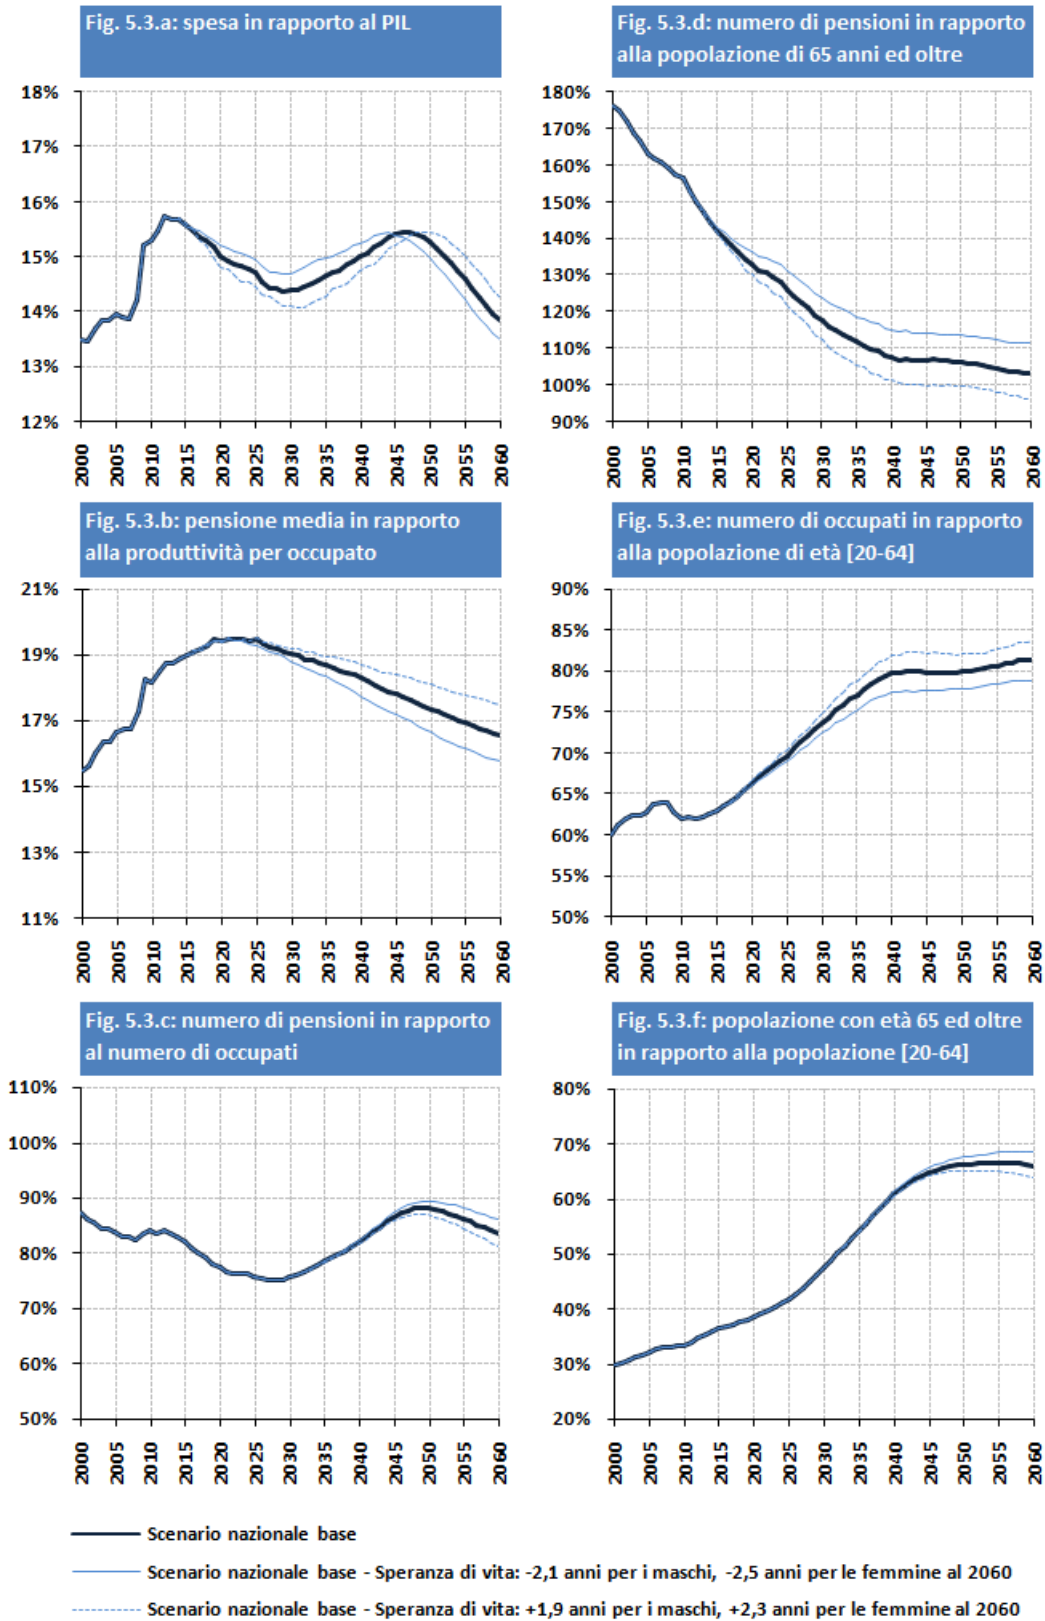 Fig. 5.3.a: spesa in rapporto al PIL
18%
17%
16%
15%
14%
13%
12%
2000 2005 2010 2015 2020 2025 2030 2035 2040 2045 2050 2055 2060
Fig. 5.3.d: numero di pensioni in rapporto
alla popolazione di 65 anni ed oltre
180%
170%
160%
150%
140%
130%
120%
110%
100%
90%
2000 2005 2010 2015 2020 2025 2030 2035 2040 2045 2050 2055 2060
Fig. 5.3.b: pensione media in rapporto
alla produttività per occupato
21%
19%
17%
15%
13%
11%
2000 2005 2010 2015 2020 2025 2030 2035 2040 2045 2050 2055 2060
Fig. 5.3.e: numero di occupati in rapporto
alla popolazione di età [20-64]
90%
85%
80%
75%
70%
65%
60%
55%
50%
2000 2005 2010 2015 2020 2025 2030 2035 2040 2045 2050 2055 2060
Fig. 5.3.c: numero di pensioni in rapporto
al numero di occupati
110%
100%
90%
80%
70%
60%
50%
2000 2005 2010 2015 2020 2025 2030 2035 2040 2045 2050 2055 2060
Fig. 5.3.f: popolazione con età 65 ed oltre
in rapporto alla popolazione [20-64]
80%
70%
60%
50%
40%
30%
20%
2000 2005 2010 2015 2020 2025 2030 2035 2040 2045 2050 2055 2060
Scenario nazionale base
Scenario nazionale base - Speranza di vita: -2,1 anni per i maschi, -2,5 anni per le femmine al 2060
Scenario nazionale base - Speranza di vita: +1,9 anni per i maschi, +2,3 anni per le femmine al 2060